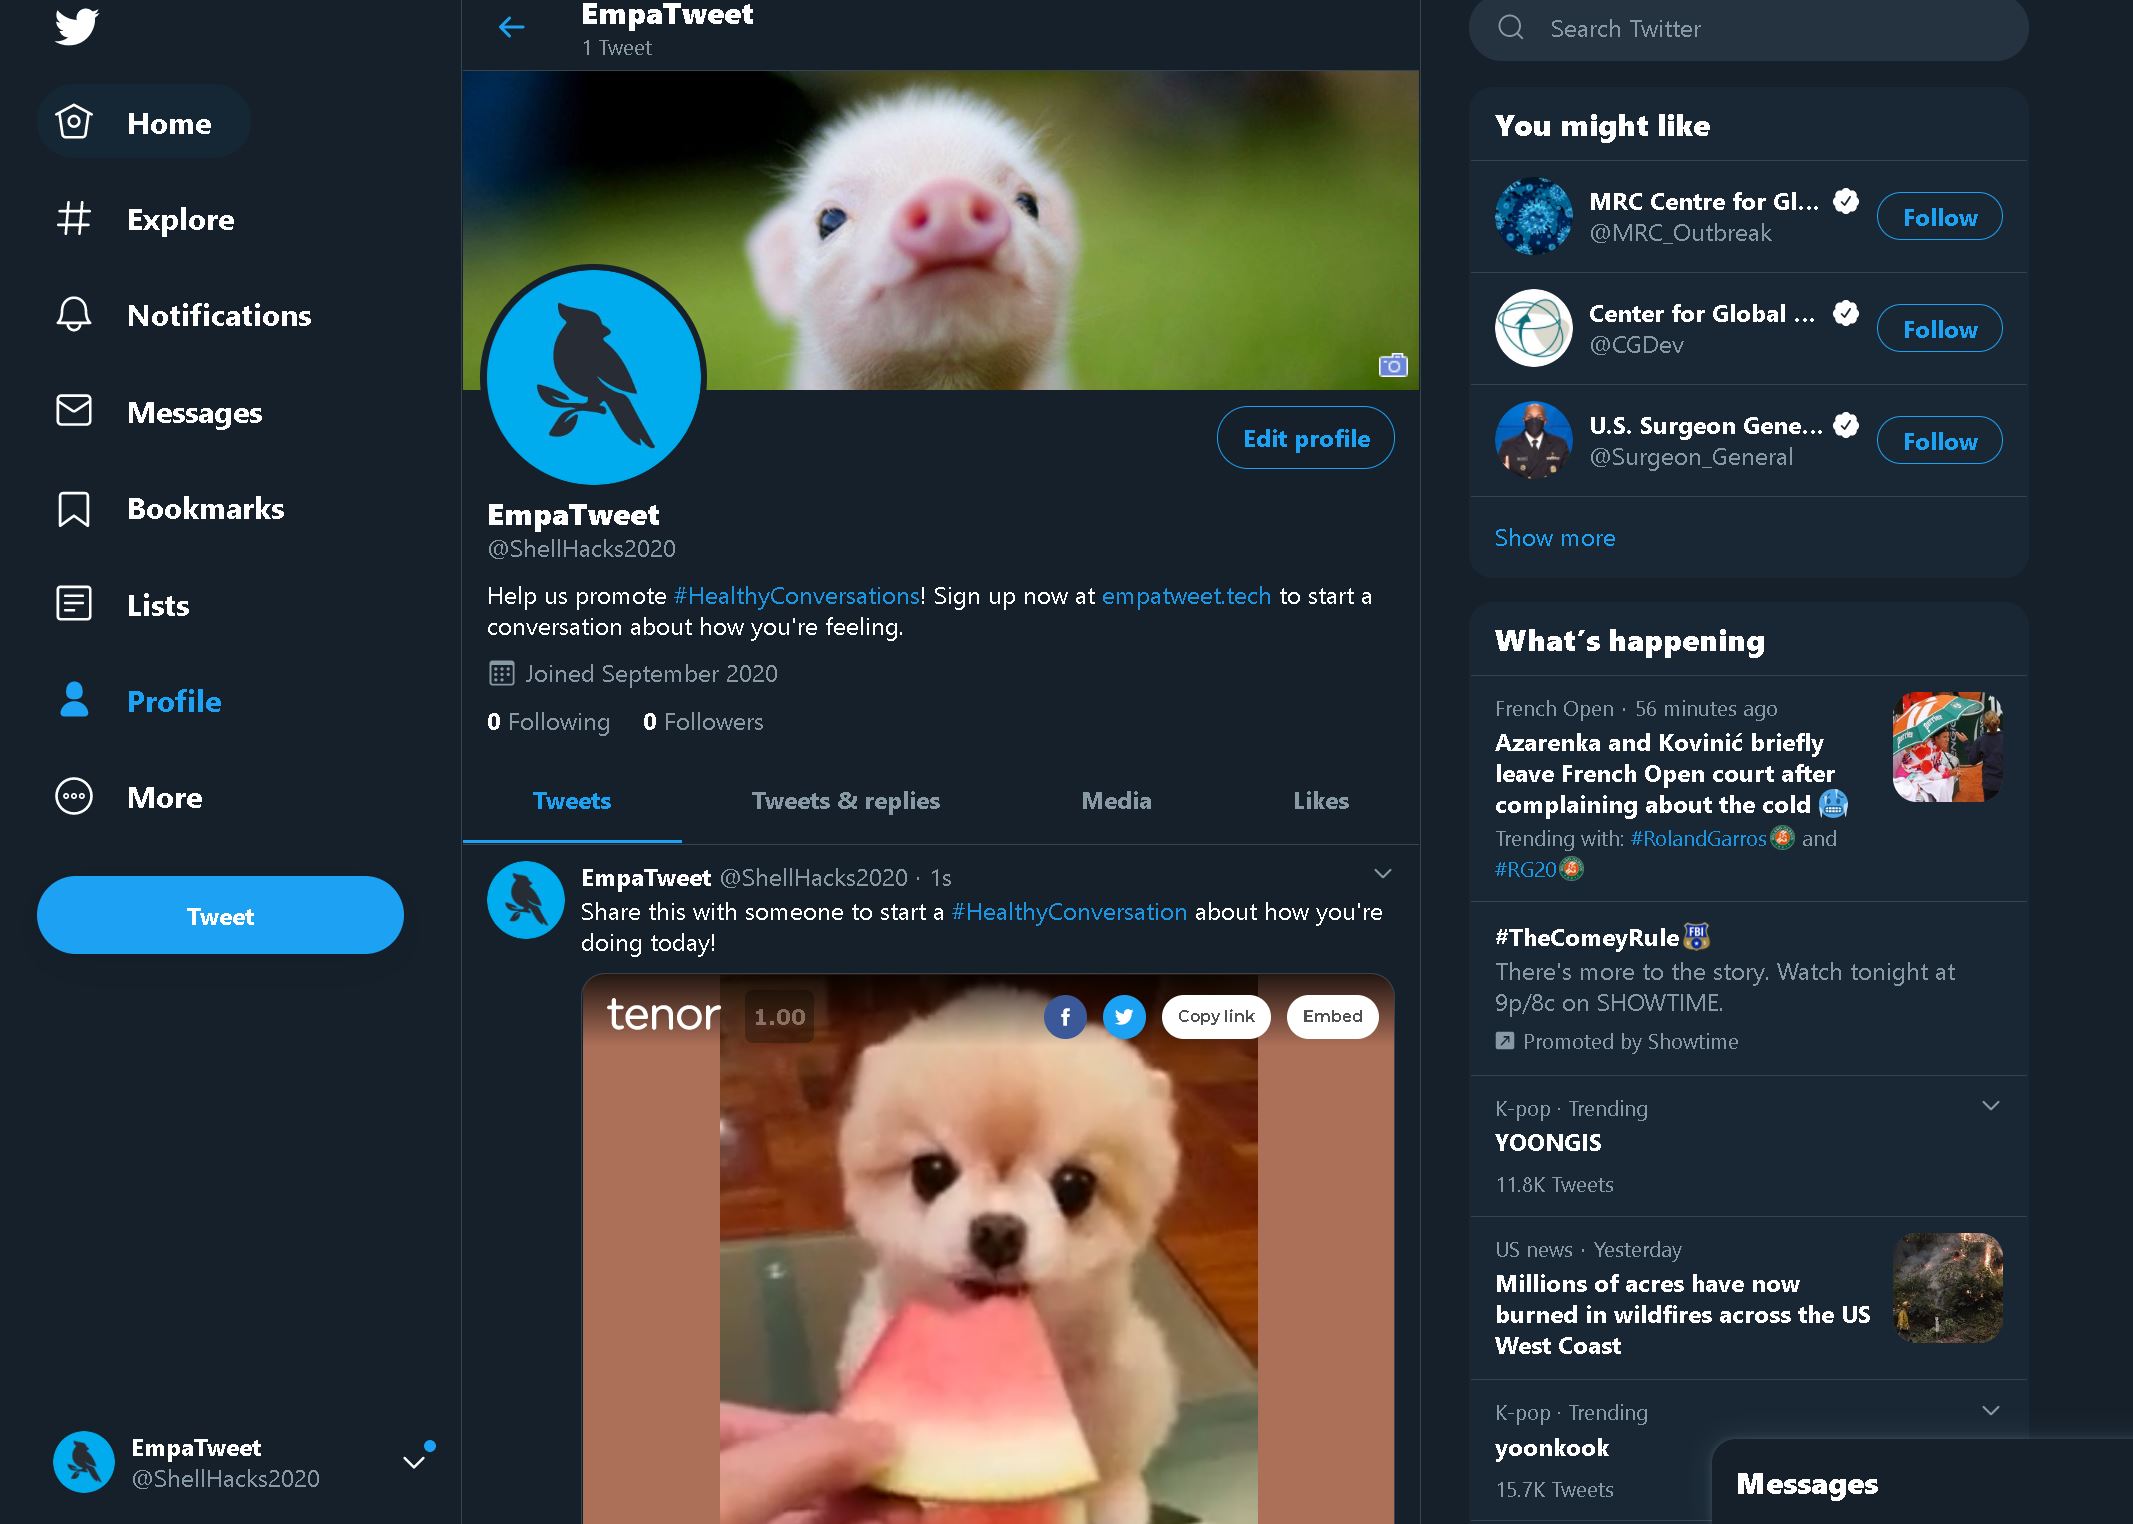 Home
Explore
Notifications
Messages
Bookmarks
Lists
Profile
More
Tweet
EmpaTweet
@ShellHacks2020
EmpaTweet
1 Tweet
Edit profile
EmpaTweet
@ShellHacks2020
Help us promote #HealthyConversations! Sign up now at empatweet.tech to start a
conversation about how you're feeling.
Joined September 2020
0 Following 0 Followers
Tweets Tweets & replies Media Likes
EmpaTweet @ShellHacks2020 · 1s
Share this with someone to start a #HealthyConversation about how you're
doing today!
tenor 1.00 f Copy link Embed
Search Twitter
You might like
MRC Centre for Gl...
@MRC_Outbreak
Follow
Center for Global ...
@CGDev
Follow
U.S. Surgeon Gene...
@Surgeon_General
Follow
Show more
What's happening
French Open · 56 minutes ago
Azarenka and Kovinić briefly
leave French Open court after
complaining about the cold 🥶
Trending with: #RolandGarros and
#RG20
#TheComeyRule FBI
There's more to the story. Watch tonight at
9p/8c on SHOWTIME.
Promoted by Showtime
K-pop · Trending
YOONGIS
11.8K Tweets
US news · Yesterday
Millions of acres have now
burned in wildfires across the US
West Coast
K-pop · Trending
yoonkook
15.7K Tweets
Messages